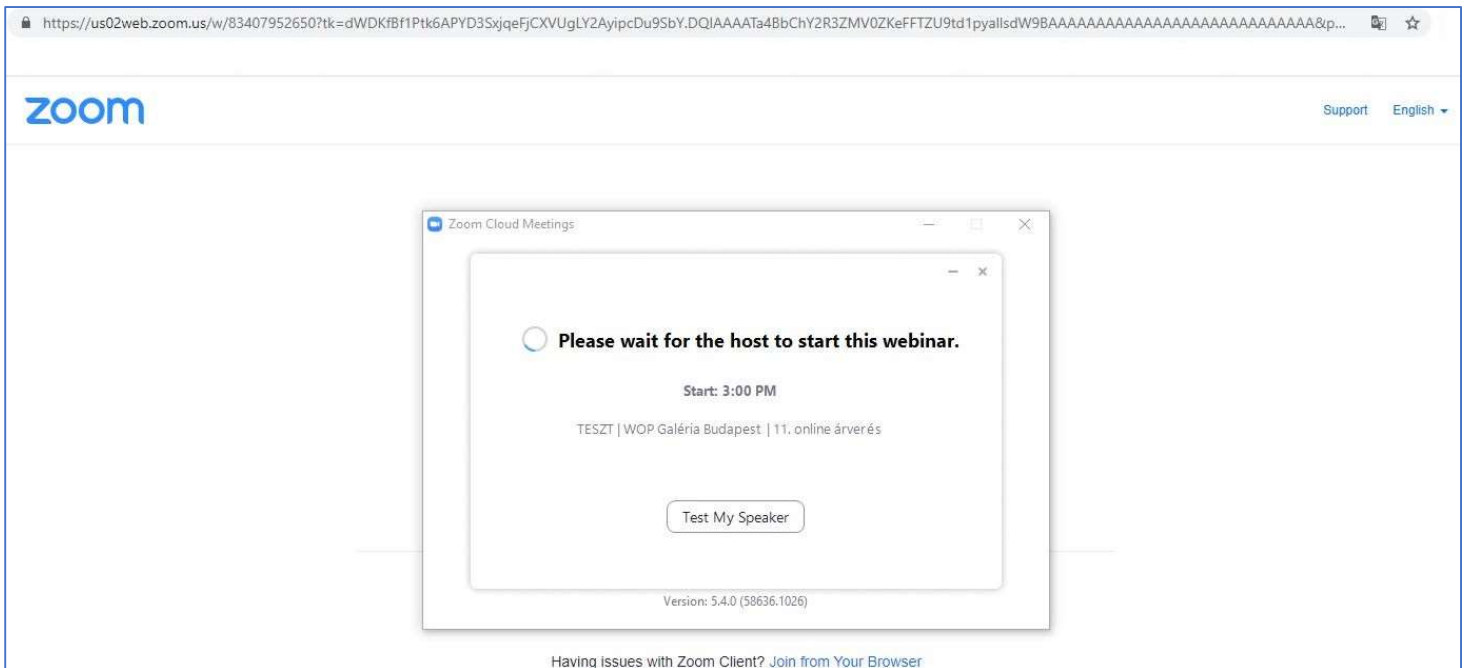 https://us02web.zoom.us/w/83407952650?tk=dWDKfBf1Ptk6APYD3SxjqeFjCXVUgLY2AyipcDu9SbY.DQIAAAATa4BbChY2R3ZMV0ZKeFFTZU9td1pyallsdW9BAAAAAAAAAAAAAAAAAAAAAAAAAAAA&p...
zoom
Support English
Zoom Cloud Meetings
Please wait for the host to start this webinar.
Start: 3:00 PM
TESZT | WOP Galéria Budapest | 11. online árverés
Test My Speaker
Version: 5.4.0 (58636.1026)
Having issues with Zoom Client? Join from Your Browser